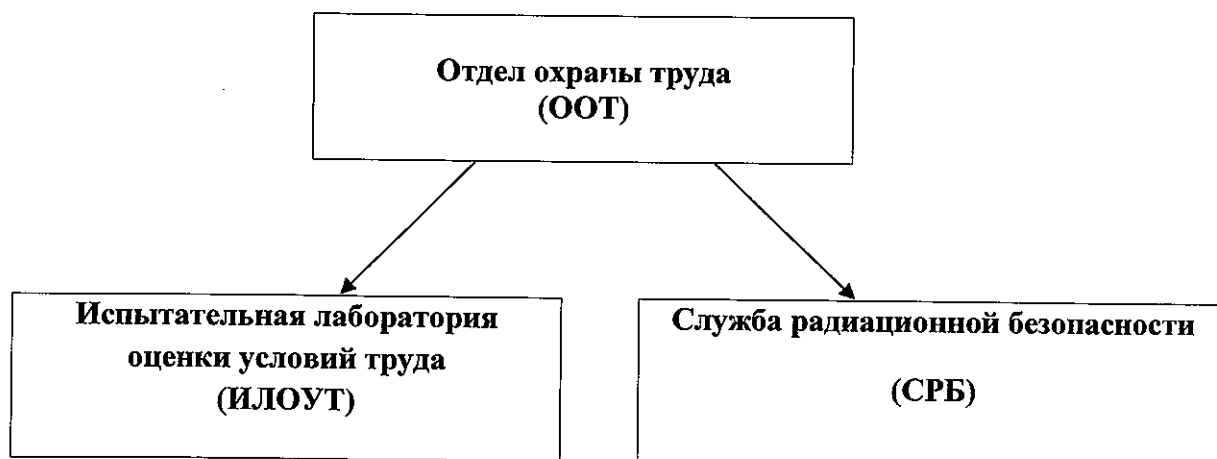 Отдел охраны труда
(ООТ)
Испытательная лаборатория
оценки условий труда
(ИЛОУТ)
Служба радиационной безопасности
(СРБ)